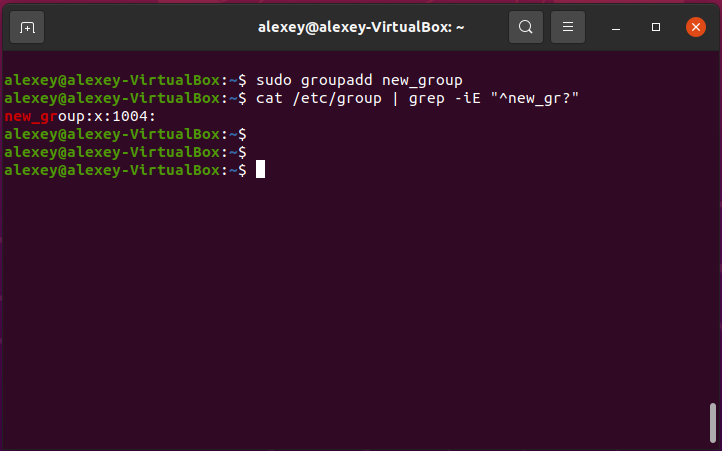 alexey@alexey-VirtualBox: ~
alexey@alexey-VirtualBox:~$ sudo groupadd new_group
alexey@alexey-VirtualBox:~$ cat /etc/group | grep -iE "^new_gr?"
new_group:x:1004:
alexey@alexey-VirtualBox:~$
alexey@alexey-VirtualBox:~$
alexey@alexey-VirtualBox:~$